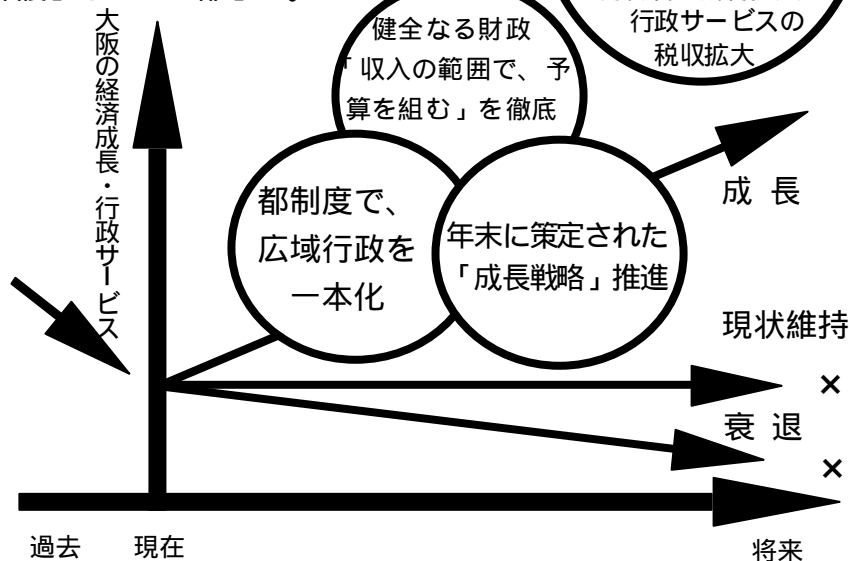 大阪の経済成長・行政サービス
行政サービスの
税収拡大
健全なる財政
「収入の範囲で、予
算を組む」を徹底
都制度で、
広域行政を
一本化
年末に策定された
「成長戦略」推進
成 長
現状維持
×
衰 退
×
過去
現在
将来